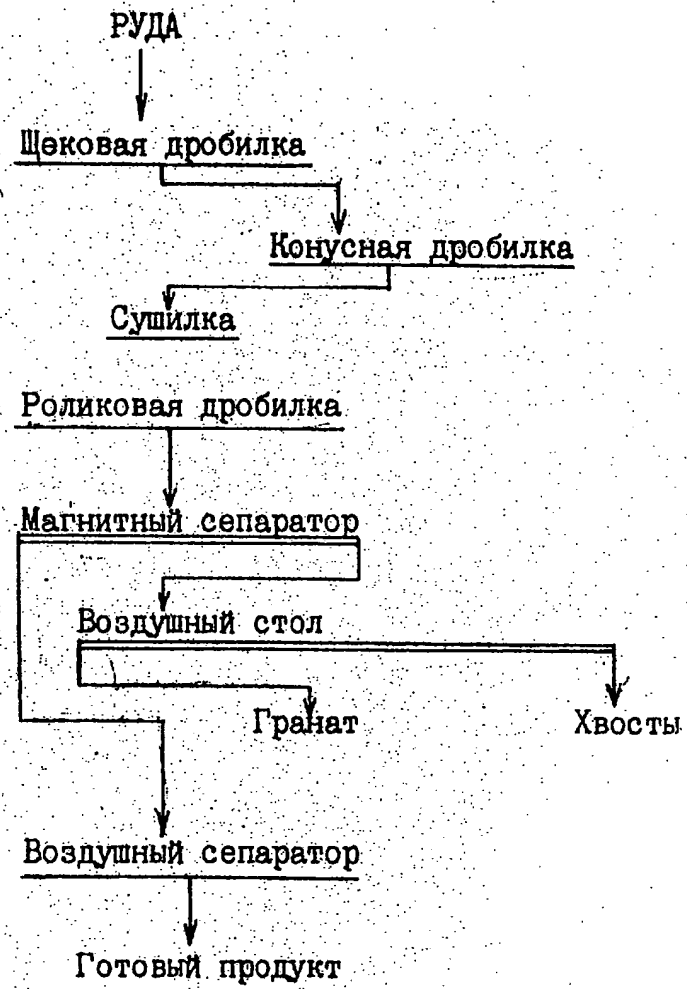 РУДА
Щековая дробилка
Конусная дробилка
Сушилка
Роликовая дробилка
Магнитный сепаратор
Воздушный стол
Гранат
Хвосты
Воздушный сепаратор
Готовый продукт